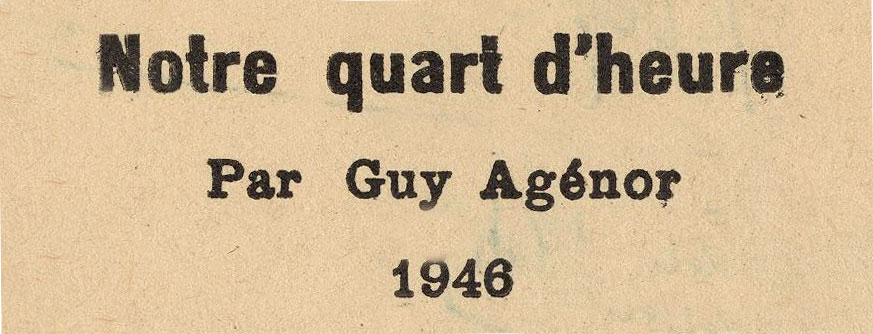 Notre quart d'heure
Par Guy Agénor
1946